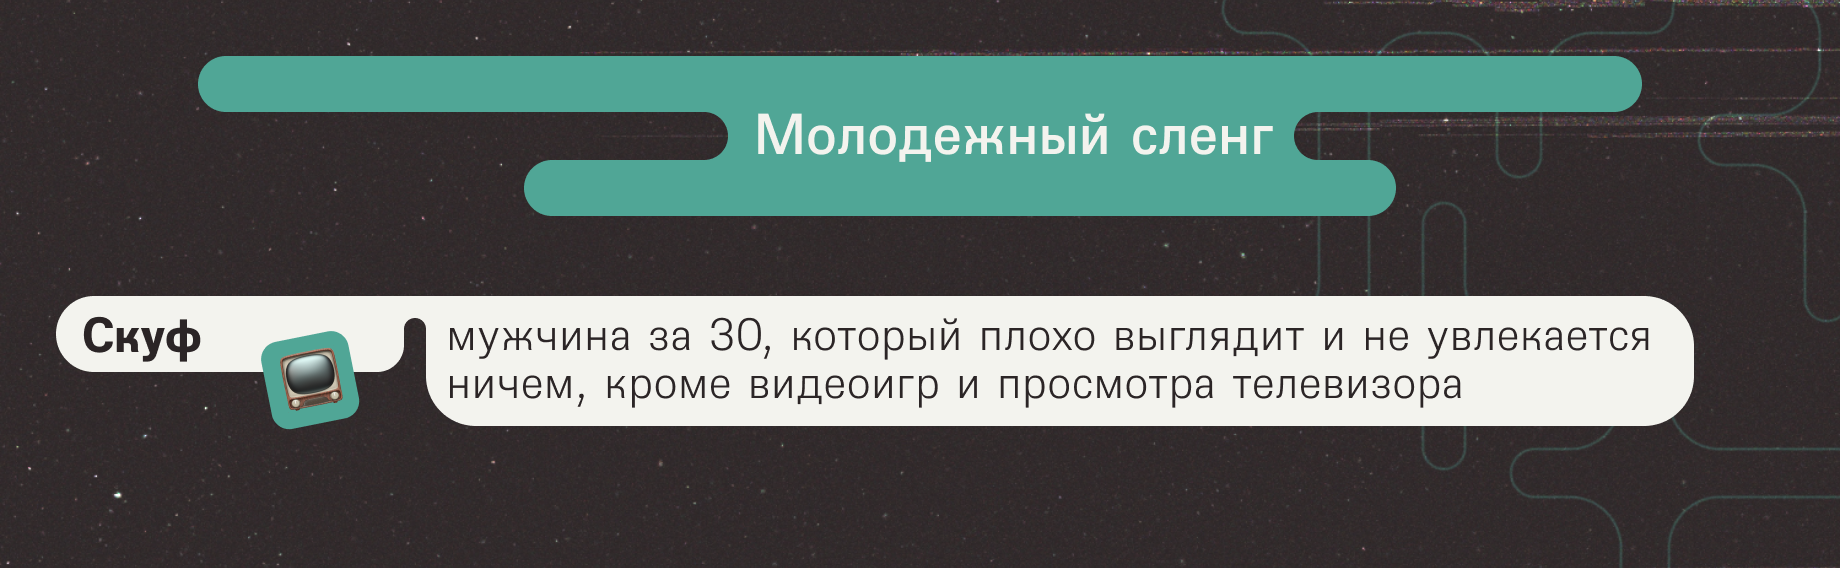 Молодежный сленг
Скуф
мужчина за 30, который плохо выглядит и не увлекается
ничем, кроме видеоигр и просмотра телевизора